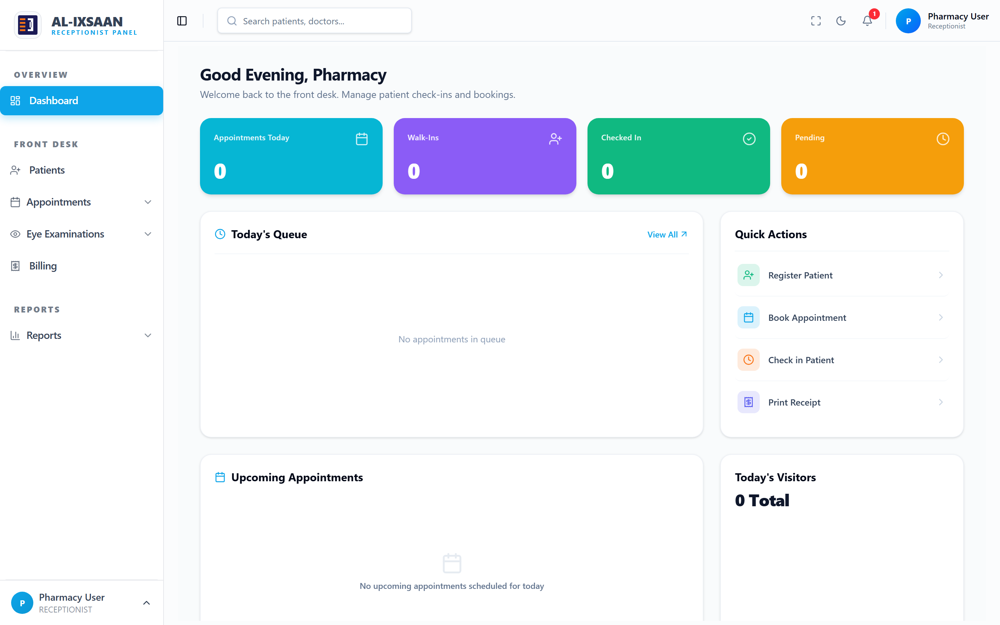 AL-IXSAAN
RECEPTIONIST PANEL
Search patients, doctors...
1
P
Pharmacy User
Receptionist
OVERVIEW
Dashboard
FRONT DESK
Patients
Appointments
Eye Examinations
Billing
REPORTS
Reports
P
Pharmacy User
RECEPTIONIST
Good Evening, Pharmacy
Welcome back to the front desk. Manage patient check-ins and bookings.
Appointments Today
0
Walk-Ins
0
Checked In
0
Pending
0
Today's Queue
View All
No appointments in queue
Quick Actions
Register Patient
Book Appointment
Check in Patient
Print Receipt
Upcoming Appointments
No upcoming appointments scheduled for today
Today's Visitors
0 Total